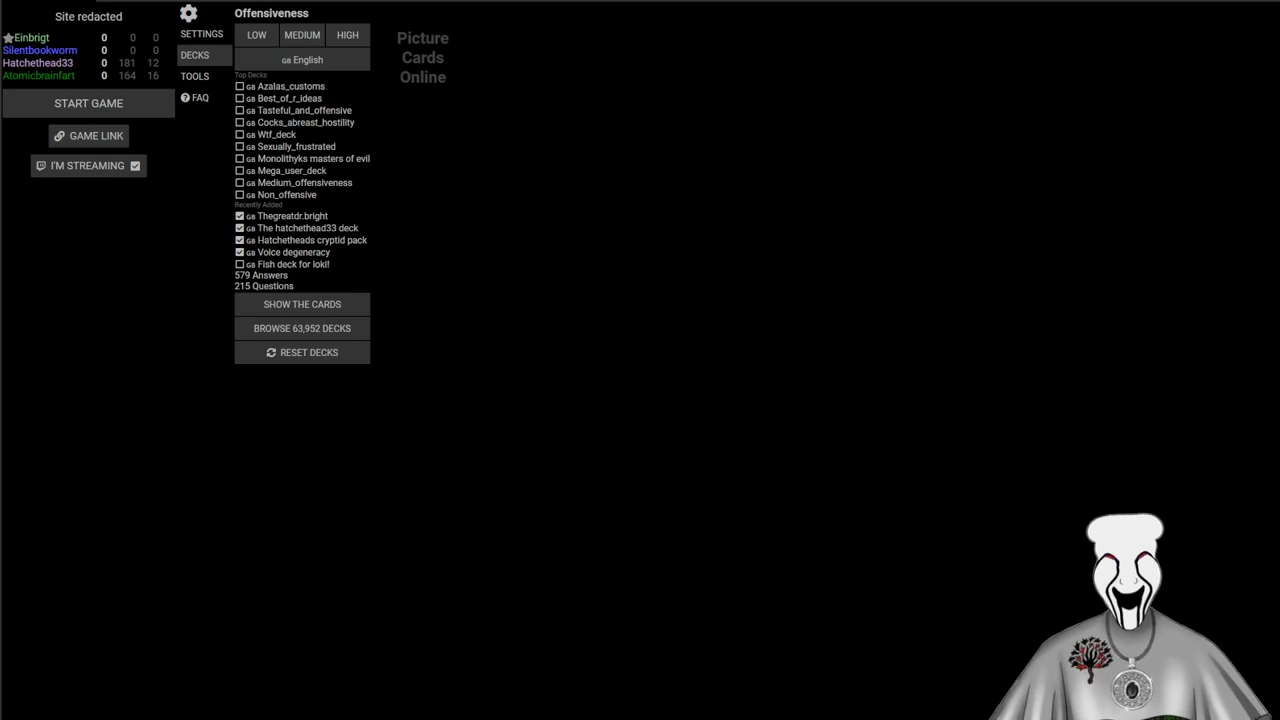 Site redacted
Einbrigt 0 0 0
Silentbookworm 0 0 0
Hatchethead33 0 181 12
Atomicbrainfart 0 164 16
START GAME
GAME LINK
I'M STREAMING
SETTINGS
DECKS
TOOLS
FAQ
Offensiveness
LOW MEDIUM HIGH
GB English
Top Decks
GB Azalas_customs
GB Best_of_r_ideas
GB Tasteful_and_offensive
GB Cocks_abreast_hostility
GB Wtf_deck
GB Sexually_frustrated
GB Monolithyks masters of evil
GB Mega_user_deck
GB Medium_offensiveness
GB Non_offensive
Recently Added
GB Thegreatdr.bright
GB The hatchethead33 deck
GB Hatchetheads cryptid pack
GB Voice degeneracy
GB Fish deck for loki!
579 Answers
215 Questions
SHOW THE CARDS
BROWSE 63,952 DECKS
RESET DECKS
Picture
Cards
Online